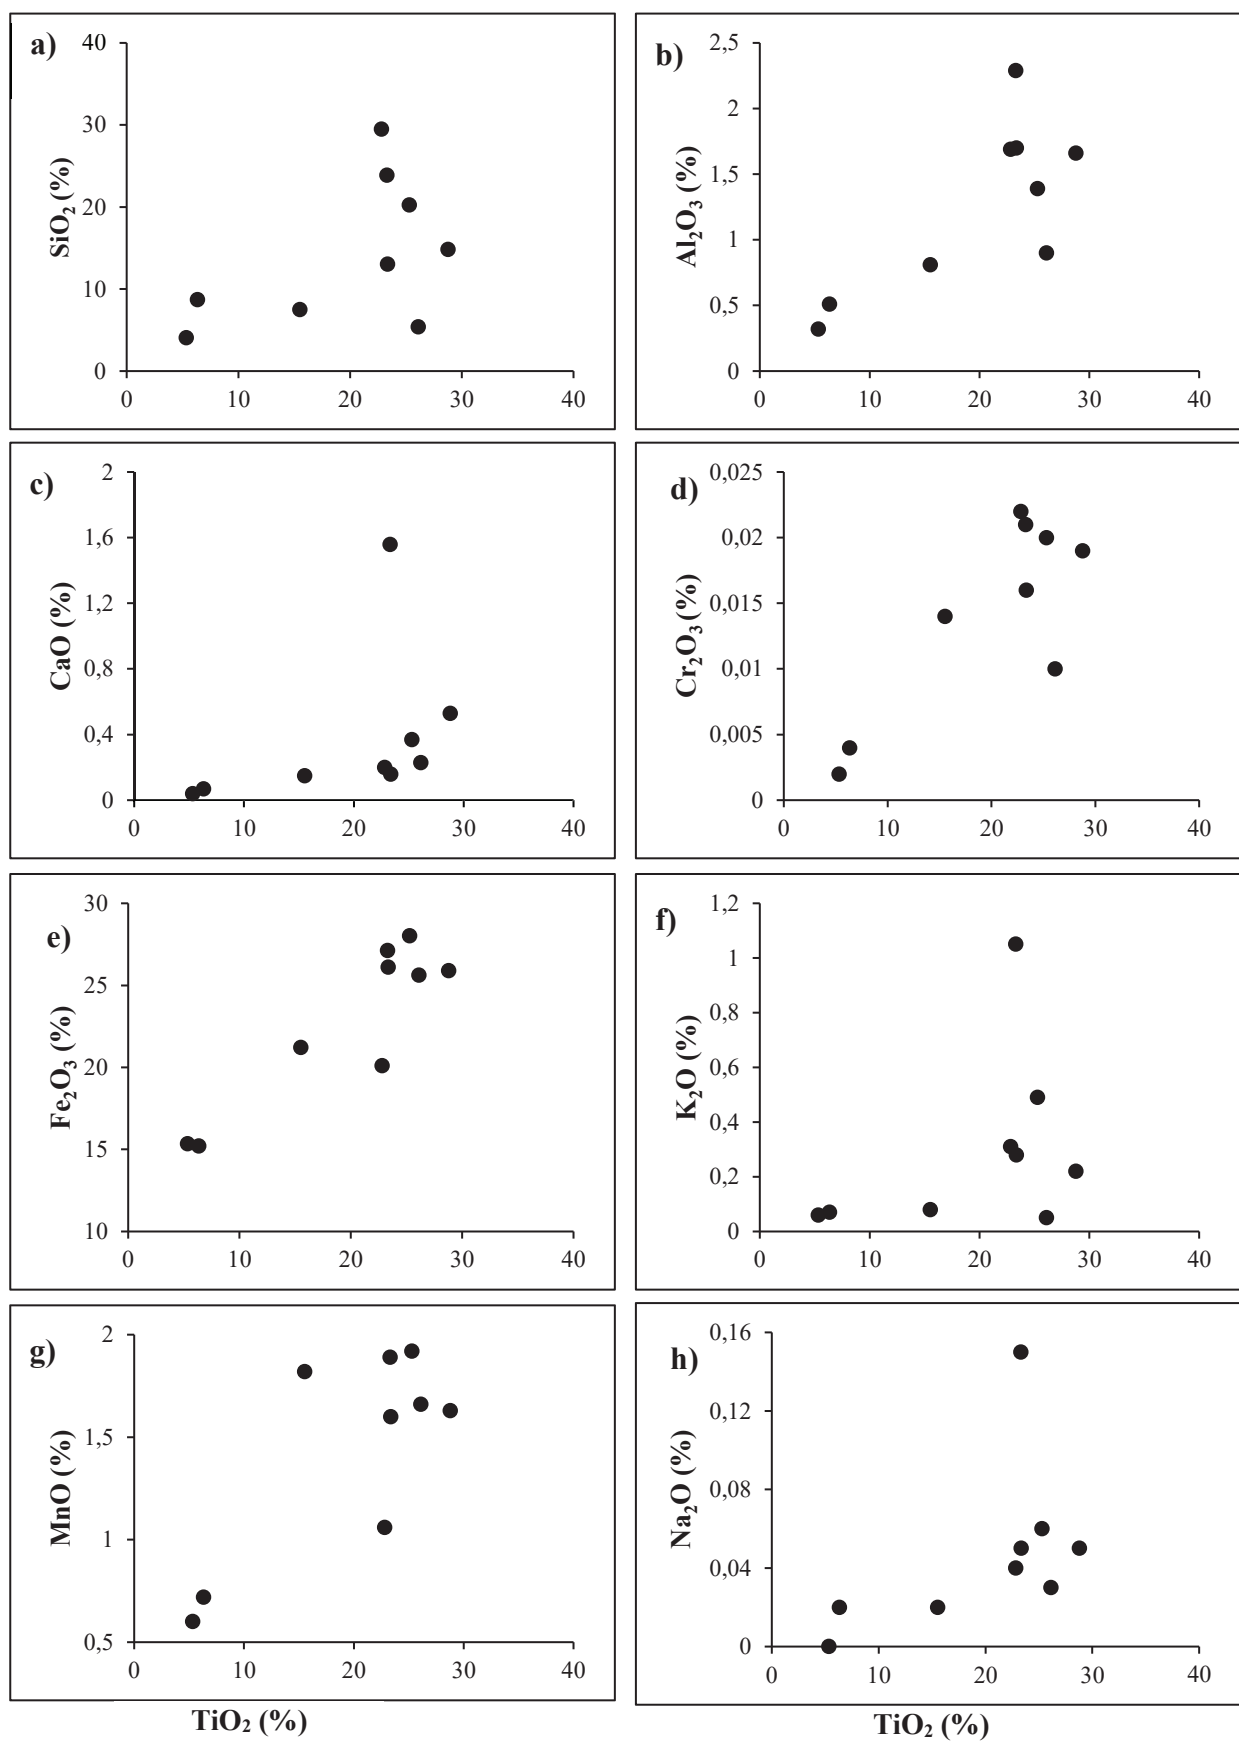 a)
SiO₂ (%)
40
30
20
10
0
0 10 20 30 40
b)
Al₂O₃ (%)
2,5
2
1,5
1
0,5
0
0 10 20 30 40
c)
CaO (%)
2
1,6
1,2
0,8
0,4
0
0 10 20 30 40
d)
Cr₂O₃ (%)
0,025
0,02
0,015
0,01
0,005
0
0 10 20 30 40
e)
Fe₂O₃ (%)
30
25
20
15
10
0 10 20 30 40
f)
K₂O (%)
1,2
1
0,8
0,6
0,4
0,2
0
0 10 20 30 40
g)
MnO (%)
2
1,5
1
0,5
0 10 20 30 40
TiO₂ (%)
h)
Na₂O (%)
0,16
0,12
0,08
0,04
0
0 10 20 30 40
TiO₂ (%)